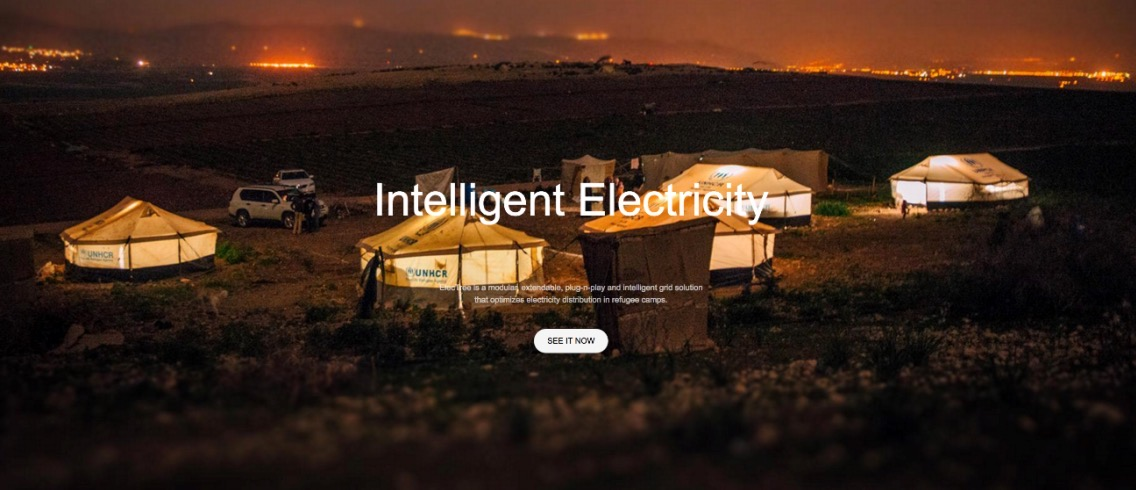 Intelligent Electricity
UNHCR
UNHCR
ElecTree is a modular, extendable, plug-n-play and intelligent grid solution
that optimizes electricity distribution in refugee camps.
SEE IT NOW